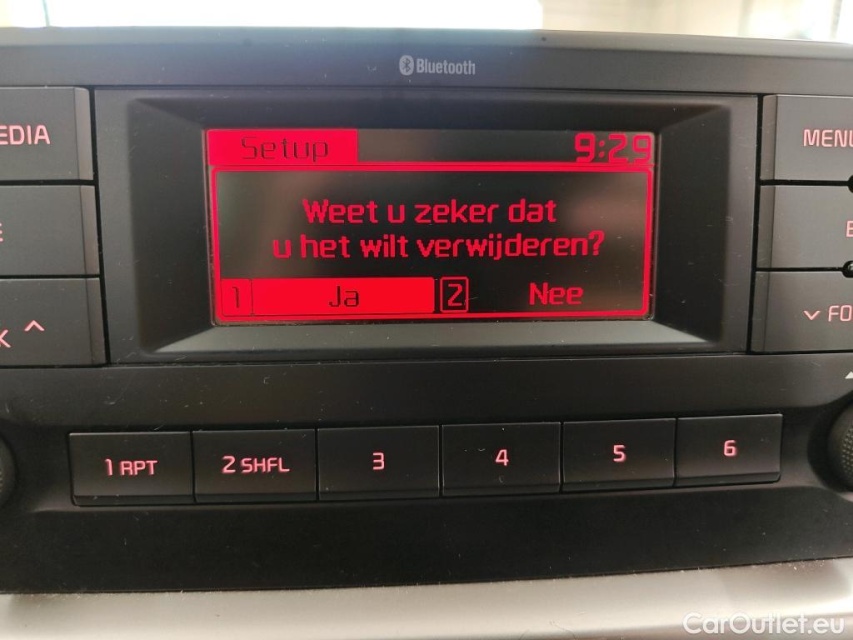 Bluetooth
EDIA
MENU
Setup 9:29
Weet u zeker dat
u het wilt verwijderen?
1 Ja 2 Nee
K ^
FO
1 RPT 2 SHFL 3 4 5 6
CarOutlet.eu